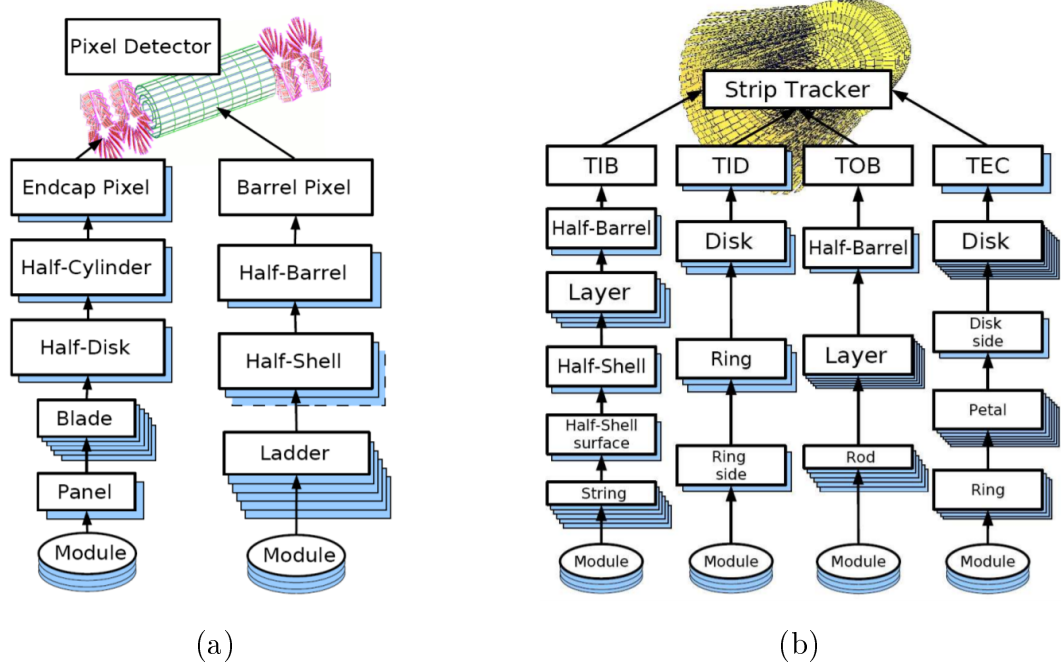 Pixel Detector
Endcap Pixel
Half-Cylinder
Half-Disk
Blade
Panel
Module
Barrel Pixel
Half-Barrel
Half-Shell
Ladder
Module
(a)
Strip Tracker
TIB
Half-Barrel
Layer
Half-Shell
Half-Shell
surface
String
Module
TID
Disk
Ring
Ring
side
Module
TOB
Half-Barrel
Layer
Rod
Module
TEC
Disk
Disk
side
Petal
Ring
Module
(b)